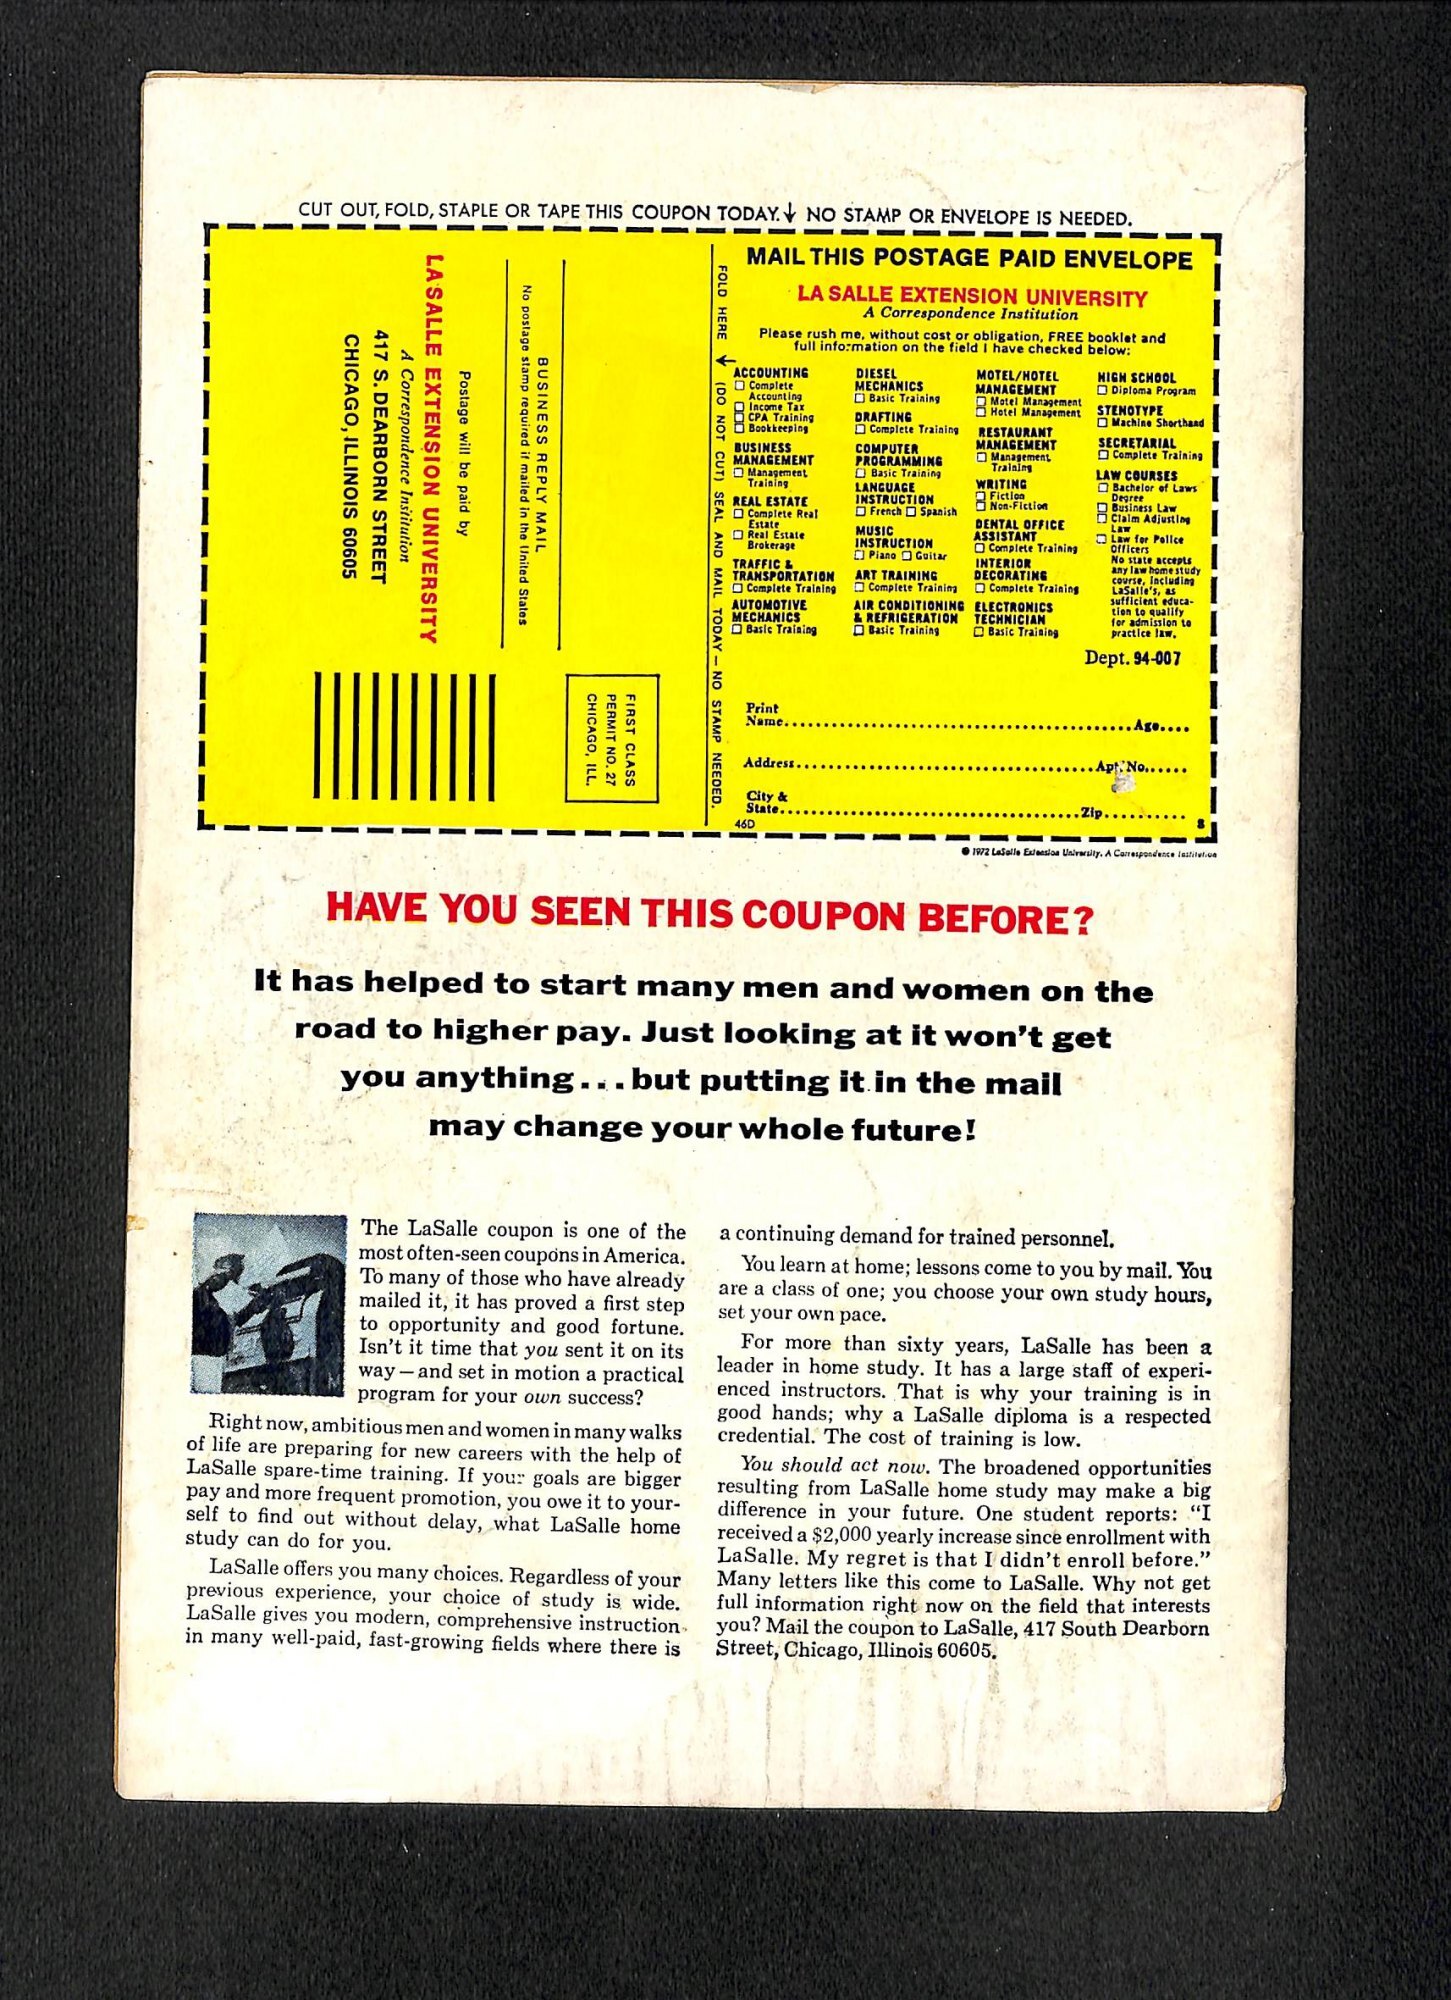 CUT OUT, FOLD, STAPLE OR TAPE THIS COUPON TODAY.↓ NO STAMP OR ENVELOPE IS NEEDED.
LA SALLE EXTENSION UNIVERSITY
A Correspondence Institution
417 S. DEARBORN STREET
CHICAGO, ILLINOIS 60605
Postage will be paid by
BUSINESS REPLY MAIL
No postage stamp required if mailed in the United States
FIRST CLASS
PERMIT NO. 27
CHICAGO, ILL.
FOLD HERE ↓ (DO NOT CUT) SEAL AND MAIL TODAY — NO STAMP NEEDED.
MAIL THIS POSTAGE PAID ENVELOPE
LA SALLE EXTENSION UNIVERSITY
A Correspondence Institution
Please rush me, without cost or obligation, FREE booklet and
full information on the field I have checked below:
ACCOUNTING
☐ Complete
Accounting
☐ Income Tax
☐ CPA Training
☐ Bookkeeping
BUSINESS
MANAGEMENT
☐ Management
Training
REAL ESTATE
☐ Complete Real
Estate
☐ Real Estate
Brokerage
TRAFFIC &
TRANSPORTATION
☐ Complete Training
AUTOMOTIVE
MECHANICS
☐ Basic Training
DIESEL
MECHANICS
☐ Basic Training
DRAFTING
☐ Complete Training
COMPUTER
PROGRAMMING
☐ Basic Training
LANGUAGE
INSTRUCTION
☐ French ☐ Spanish
MUSIC
INSTRUCTION
☐ Piano ☐ Guitar
ART TRAINING
☐ Complete Training
AIR CONDITIONING
& REFRIGERATION
☐ Basic Training
MOTEL/HOTEL
MANAGEMENT
☐ Motel Management
☐ Hotel Management
RESTAURANT
MANAGEMENT
☐ Management
Training
WRITING
☐ Fiction
☐ Non-Fiction
DENTAL OFFICE
ASSISTANT
☐ Complete Training
INTERIOR
DECORATING
☐ Complete Training
ELECTRONICS
TECHNICIAN
☐ Basic Training
HIGH SCHOOL
☐ Diploma Program
STENOTYPE
☐ Machine Shorthand
SECRETARIAL
☐ Complete Training
LAW COURSES
☐ Bachelor of Laws
Degree
☐ Business Law
☐ Claim Adjusting
Law
☐ Law for Police
Officers
No state accepts
any law home study
course, including
LaSalle's, as
sufficient educa-
tion to qualify
for admission to
practice law.
Dept. 94-007
Print
Name........ Age....
Address........ Apt. No......
City &
State........ Zip..........
46D 8
© 1972 LaSalle Extension University, A Correspondence Institution
HAVE YOU SEEN THIS COUPON BEFORE?
It has helped to start many men and women on the
road to higher pay. Just looking at it won't get
you anything...but putting it in the mail
may change your whole future!
The LaSalle coupon is one of the
most often-seen coupons in America.
To many of those who have already
mailed it, it has proved a first step
to opportunity and good fortune.
Isn't it time that you sent it on its
way — and set in motion a practical
program for your own success?
Right now, ambitious men and women in many walks
of life are preparing for new careers with the help of
LaSalle spare-time training. If your goals are bigger
pay and more frequent promotion, you owe it to your-
self to find out without delay, what LaSalle home
study can do for you.
LaSalle offers you many choices. Regardless of your
previous experience, your choice of study is wide.
LaSalle gives you modern, comprehensive instruction
in many well-paid, fast-growing fields where there is
a continuing demand for trained personnel.
You learn at home; lessons come to you by mail. You
are a class of one; you choose your own study hours,
set your own pace.
For more than sixty years, LaSalle has been a
leader in home study. It has a large staff of experi-
enced instructors. That is why your training is in
good hands; why a LaSalle diploma is a respected
credential. The cost of training is low.
You should act now. The broadened opportunities
resulting from LaSalle home study may make a big
difference in your future. One student reports: "I
received a $2,000 yearly increase since enrollment with
LaSalle. My regret is that I didn't enroll before."
Many letters like this come to LaSalle. Why not get
full information right now on the field that interests
you? Mail the coupon to LaSalle, 417 South Dearborn
Street, Chicago, Illinois 60605.